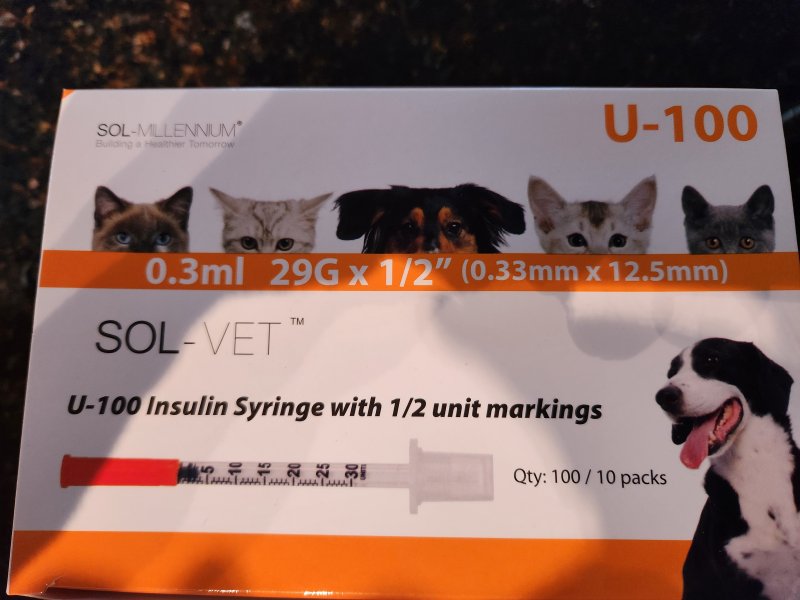 SOL-MILLENNIUM®
Building a Healthier Tomorrow
U-100
0.3ml 29G x 1/2” (0.33mm x 12.5mm)
SOL-VET™
U-100 Insulin Syringe with 1/2 unit markings
5 10 15 20 25 30 UNITS
Qty: 100 / 10 packs